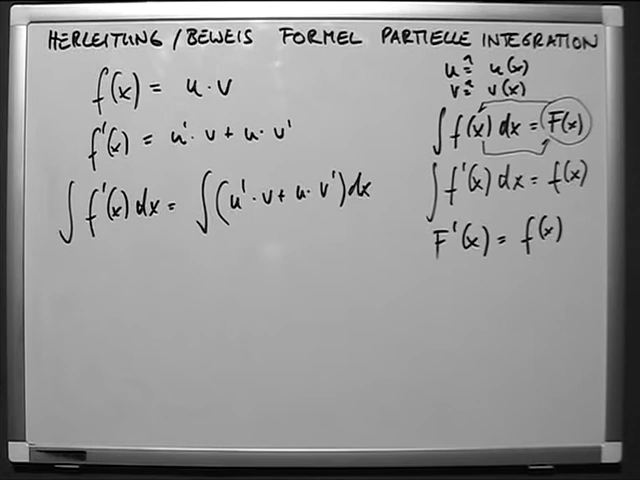 HERLEITUNG / BEWEIS FORMEL PARTIELLE INTEGRATION
f(x) = u · v
f'(x) = u' · v + u · v'
∫ f'(x) dx = ∫ (u' · v + u · v') dx
u ≙ u(x)
v ≙ v(x)
∫ f(x) dx = F(x)
∫ f'(x) dx = f(x)
F'(x) = f(x)